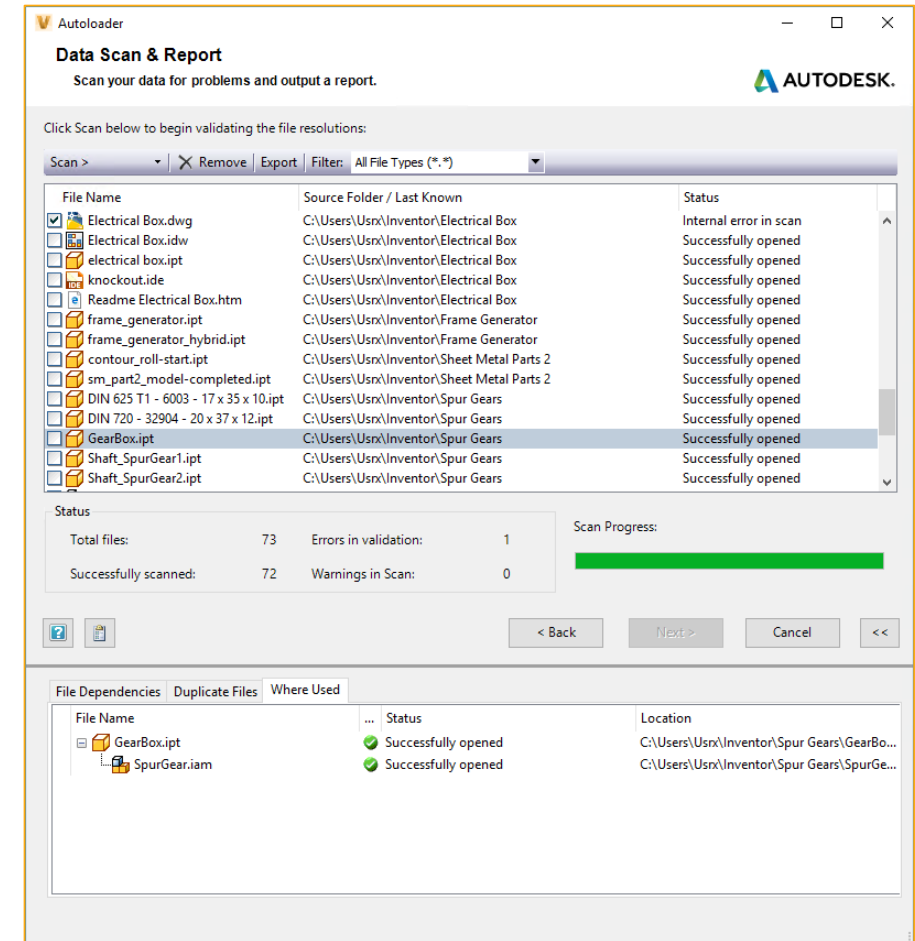 Autoloader
Data Scan & Report
Scan your data for problems and output a report.
AUTODESK.
Click Scan below to begin validating the file resolutions:
Scan > Remove Export Filter: All File Types (*.*)
File Name Source Folder / Last Known Status
Electrical Box.dwg C:\Users\Usrx\Inventor\Electrical Box Internal error in scan
Electrical Box.idw C:\Users\Usrx\Inventor\Electrical Box Successfully opened
electrical box.ipt C:\Users\Usrx\Inventor\Electrical Box Successfully opened
IDE knockout.ide C:\Users\Usrx\Inventor\Electrical Box Successfully opened
Readme Electrical Box.htm C:\Users\Usrx\Inventor\Electrical Box Successfully opened
frame_generator.ipt C:\Users\Usrx\Inventor\Frame Generator Successfully opened
frame_generator_hybrid.ipt C:\Users\Usrx\Inventor\Frame Generator Successfully opened
contour_roll-start.ipt C:\Users\Usrx\Inventor\Sheet Metal Parts 2 Successfully opened
sm_part2_model-completed.ipt C:\Users\Usrx\Inventor\Sheet Metal Parts 2 Successfully opened
DIN 625 T1 - 6003 - 17 x 35 x 10.ipt C:\Users\Usrx\Inventor\Spur Gears Successfully opened
DIN 720 - 32904 - 20 x 37 x 12.ipt C:\Users\Usrx\Inventor\Spur Gears Successfully opened
GearBox.ipt C:\Users\Usrx\Inventor\Spur Gears Successfully opened
Shaft_SpurGear1.ipt C:\Users\Usrx\Inventor\Spur Gears Successfully opened
Shaft_SpurGear2.ipt C:\Users\Usrx\Inventor\Spur Gears Successfully opened
Status
Total files: 73 Errors in validation: 1
Successfully scanned: 72 Warnings in Scan: 0
Scan Progress:
< Back Next > Cancel <<
File Dependencies Duplicate Files Where Used
File Name ... Status Location
GearBox.ipt Successfully opened C:\Users\Usrx\Inventor\Spur Gears\GearBo...
SpurGear.iam Successfully opened C:\Users\Usrx\Inventor\Spur Gears\SpurGe...